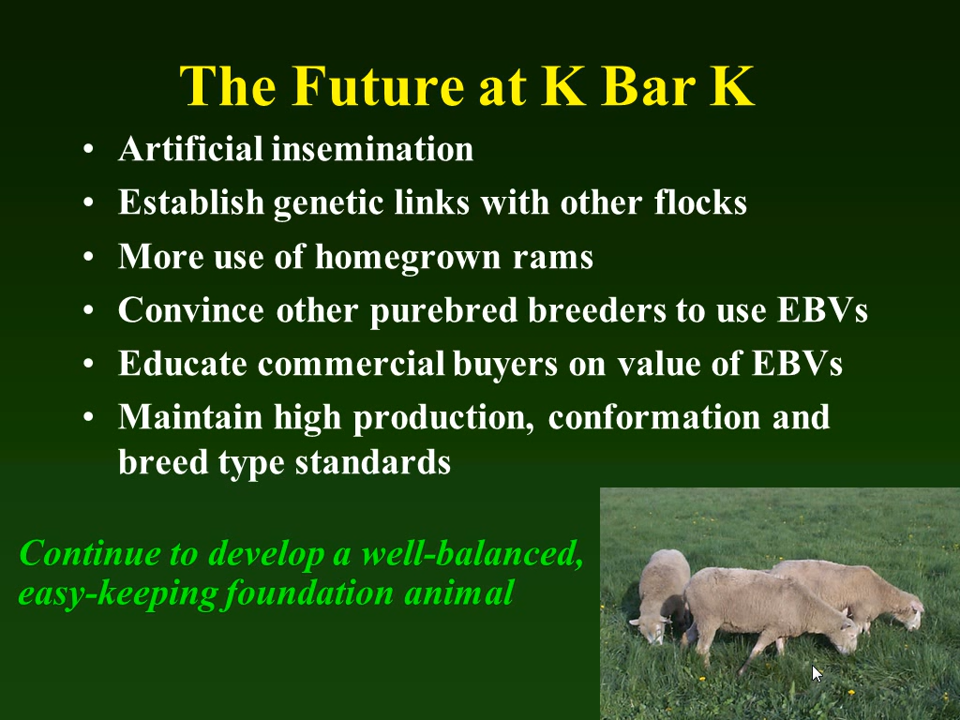 The Future at K Bar K
• Artificial insemination
• Establish genetic links with other flocks
• More use of homegrown rams
• Convince other purebred breeders to use EBVs
• Educate commercial buyers on value of EBVs
• Maintain high production, conformation and
breed type standards
Continue to develop a well-balanced,
easy-keeping foundation animal